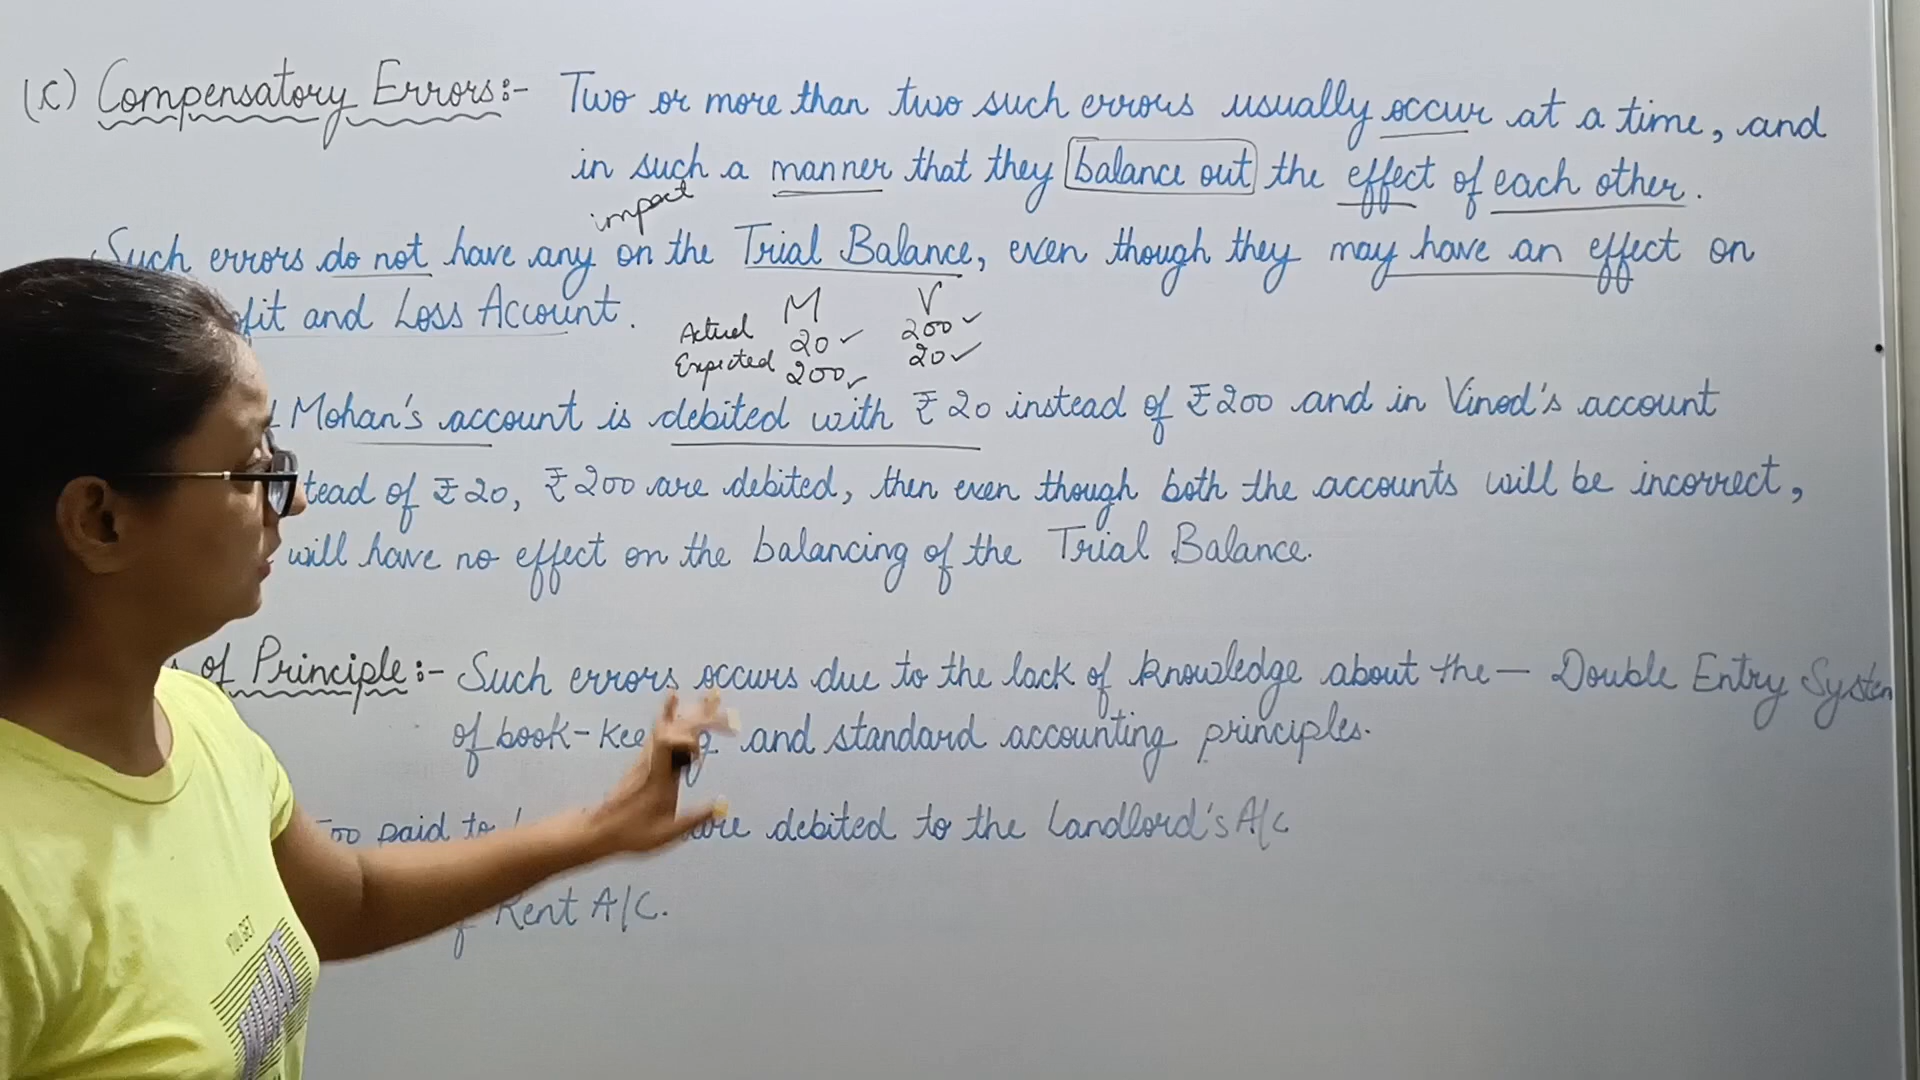 (C) Compensatory Errors:- Two or more than two such errors usually occur at a time, and
in such a manner that they balance out the effect of each other.
impact
Such errors do not have any on the Trial Balance, even though they may have an effect on
ofit and Loss Account.
M V
Actual 20 ✓ 200 ✓
Expected 200 ✓ 20 ✓
Mohan's account is debited with ₹ 20 instead of ₹ 200 and in Vinod's account
tead of ₹ 20, ₹ 200 are debited, then even though both the accounts will be incorrect,
will have no effect on the balancing of the Trial Balance.
of Principle:- Such errors occurs due to the lack of knowledge about the — Double Entry System
of book-kee and standard accounting principles.
paid to debited to the Landlord's A/c
of Rent A/C.
YOU GET
WHAT